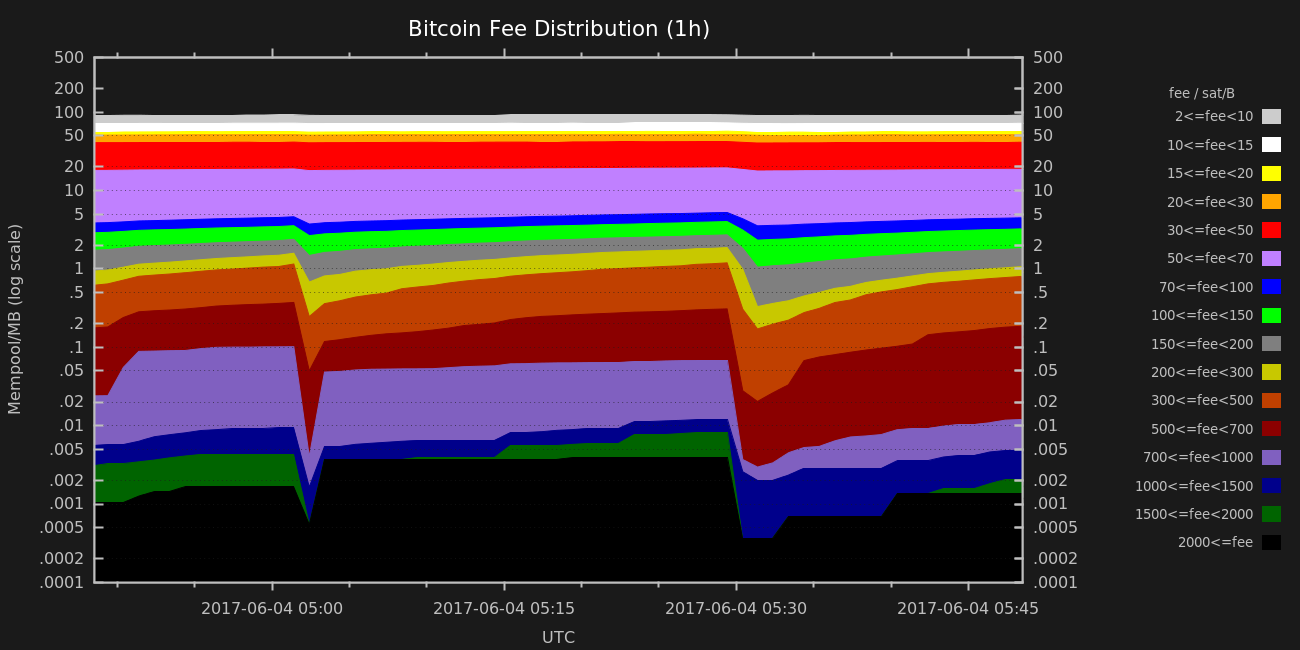 Bitcoin Fee Distribution (1h)
500 500
200 200
100 100
50 50
20 20
10 10
5 5
2 2
1 1
.5 .5
.2 .2
.1 .1
.05 .05
.02 .02
.01 .01
.005 .005
.002 .002
.001 .001
.0005 .0005
.0002 .0002
.0001 .0001
Mempool/MB (log scale)
2017-06-04 05:00 2017-06-04 05:15 2017-06-04 05:30 2017-06-04 05:45
UTC
fee / sat/B
2<=fee<10
10<=fee<15
15<=fee<20
20<=fee<30
30<=fee<50
50<=fee<70
70<=fee<100
100<=fee<150
150<=fee<200
200<=fee<300
300<=fee<500
500<=fee<700
700<=fee<1000
1000<=fee<1500
1500<=fee<2000
2000<=fee